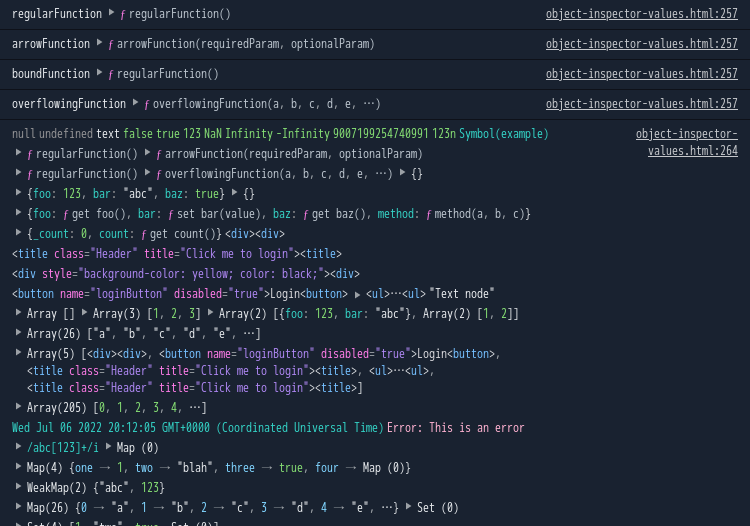 regularFunction ▶ ƒ regularFunction() object-inspector-values.html:257
arrowFunction ▶ ƒ arrowFunction(requiredParam, optionalParam) object-inspector-values.html:257
boundFunction ▶ ƒ regularFunction() object-inspector-values.html:257
overflowingFunction ▶ ƒ overflowingFunction(a, b, c, d, e, …) object-inspector-values.html:257
null undefined text false true 123 NaN Infinity -Infinity 9007199254740991 123n Symbol(example) object-inspector-
values.html:264
▶ ƒ regularFunction() ▶ ƒ arrowFunction(requiredParam, optionalParam)
▶ ƒ regularFunction() ▶ ƒ overflowingFunction(a, b, c, d, e, …) ▶ {}
▶ {foo: 123, bar: "abc", baz: true} ▶ {}
▶ {foo: ƒ get foo(), bar: ƒ set bar(value), baz: ƒ get baz(), method: ƒ method(a, b, c)}
▶ {_count: 0, count: ƒ get count()} <div><div>
<title class="Header" title="Click me to login"><title>
<div style="background-color: yellow; color: black;"><div>
<button name="loginButton" disabled="true">Login<button> ▶ <ul>…<ul> "Text node"
▶ Array [] ▶ Array(3) [1, 2, 3] ▶ Array(2) [{foo: 123, bar: "abc"}, Array(2) [1, 2]]
▶ Array(26) ["a", "b", "c", "d", "e", …]
▶ Array(5) [<div><div>, <button name="loginButton" disabled="true">Login<button>,
<title class="Header" title="Click me to login"><title>, <ul>…<ul>,
<title class="Header" title="Click me to login"><title>]
▶ Array(205) [0, 1, 2, 3, 4, …]
Wed Jul 06 2022 20:12:05 GMT+0000 (Coordinated Universal Time) Error: This is an error
▶ /abc[123]+/i ▶ Map (0)
▶ Map(4) {one → 1, two → "blah", three → true, four → Map (0)}
▶ WeakMap(2) {"abc", 123}
▶ Map(26) {0 → "a", 1 → "b", 2 → "c", 3 → "d", 4 → "e", …} ▶ Set (0)
▶ Set(4) [1, "two", true, Set (0)]